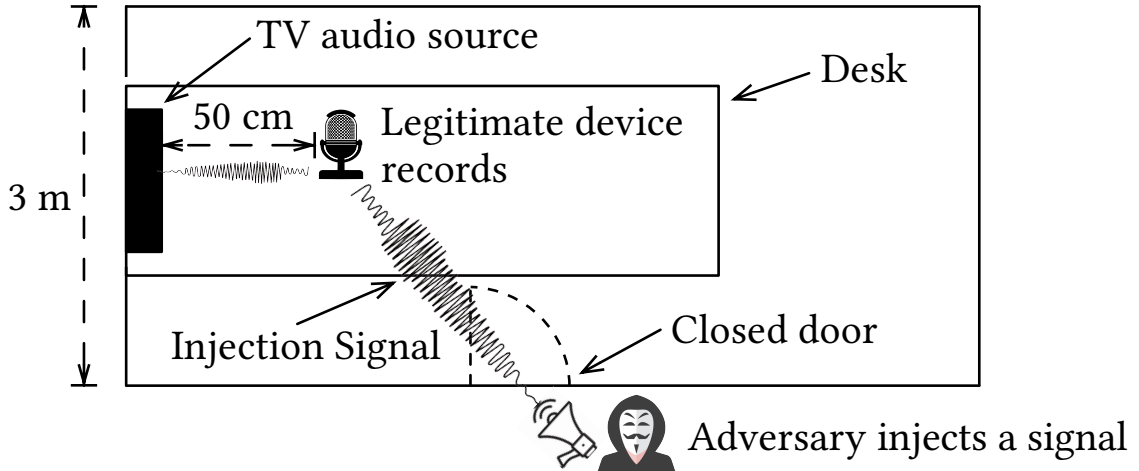 TV audio source
Desk
50 cm
Legitimate device
records
3 m
Injection Signal
Closed door
Adversary injects a signal